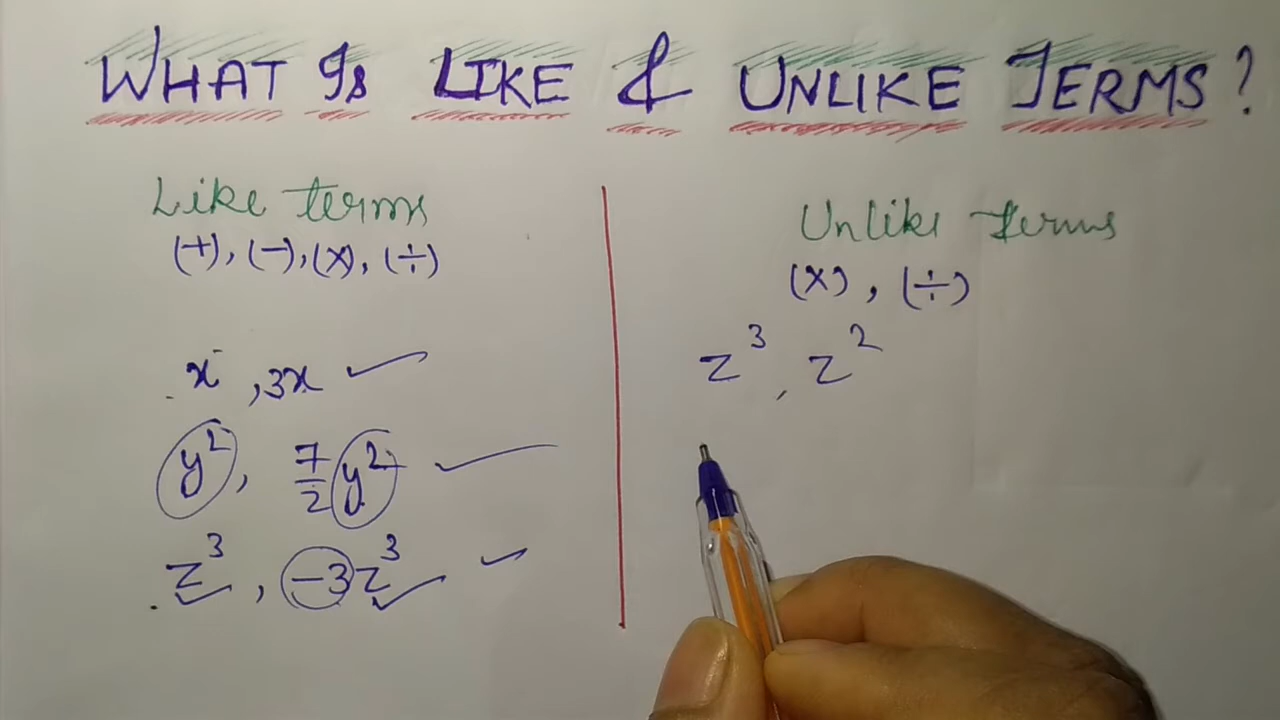 WHAT Is LIKE & UNLIKE TERMS?
Like terms
(+), (−), (×), (÷)
x, 3x ✓
y², 7/2 y² ✓
z³, −3z³ ✓
Unlike terms
(×), (÷)
z³, z²